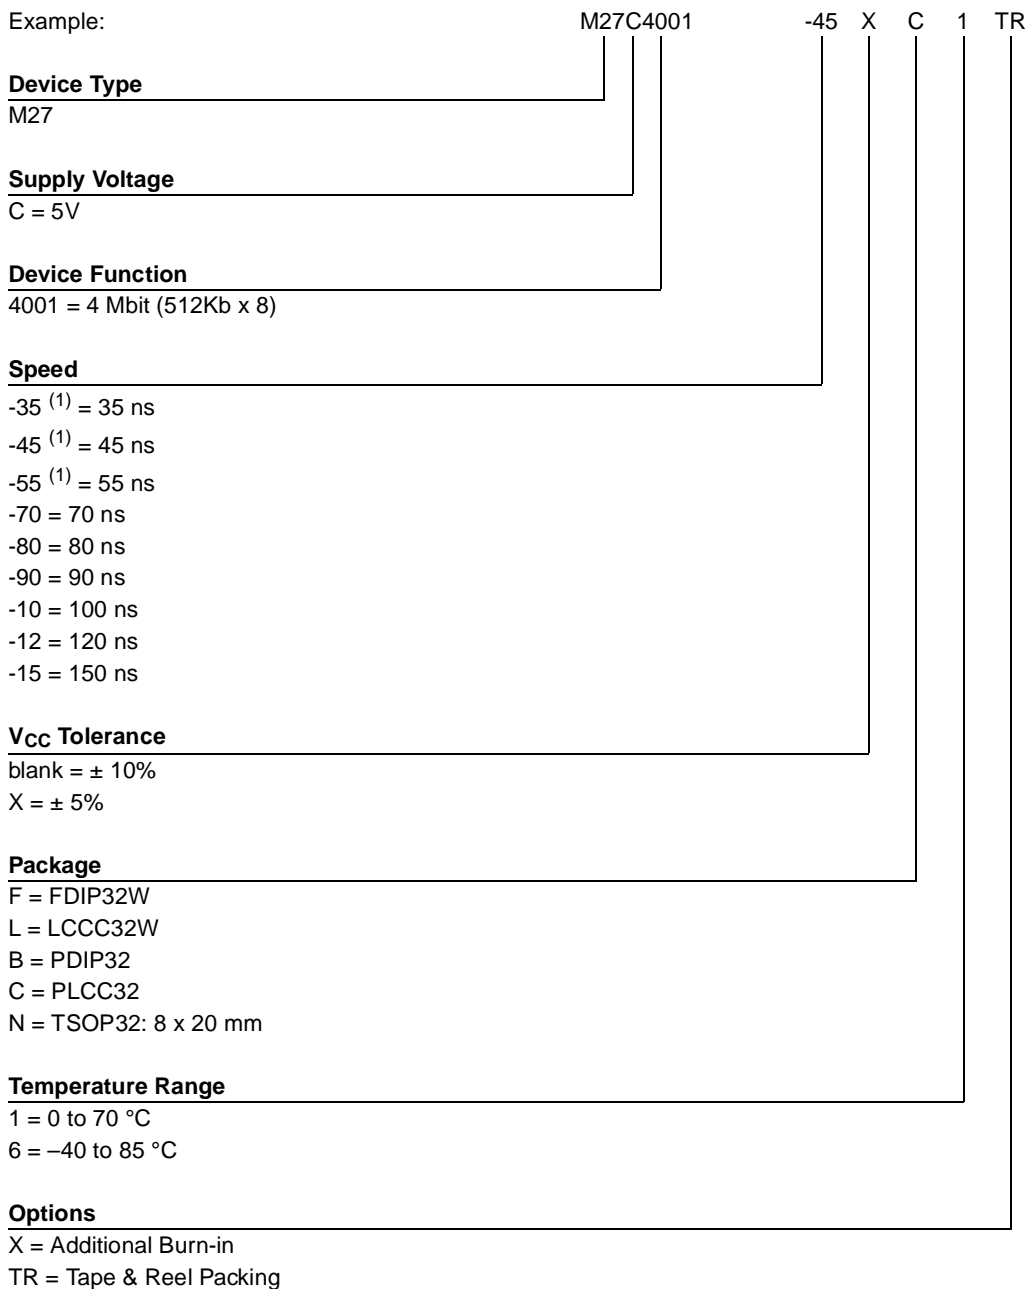 Example: M27C4001 -45 X C 1 TR
Device Type
M27
Supply Voltage
C = 5V
Device Function
4001 = 4 Mbit (512Kb x 8)
Speed
-35 (1) = 35 ns
-45 (1) = 45 ns
-55 (1) = 55 ns
-70 = 70 ns
-80 = 80 ns
-90 = 90 ns
-10 = 100 ns
-12 = 120 ns
-15 = 150 ns
VCC Tolerance
blank = ± 10%
X = ± 5%
Package
F = FDIP32W
L = LCCC32W
B = PDIP32
C = PLCC32
N = TSOP32: 8 x 20 mm
Temperature Range
1 = 0 to 70 °C
6 = –40 to 85 °C
Options
X = Additional Burn-in
TR = Tape & Reel Packing